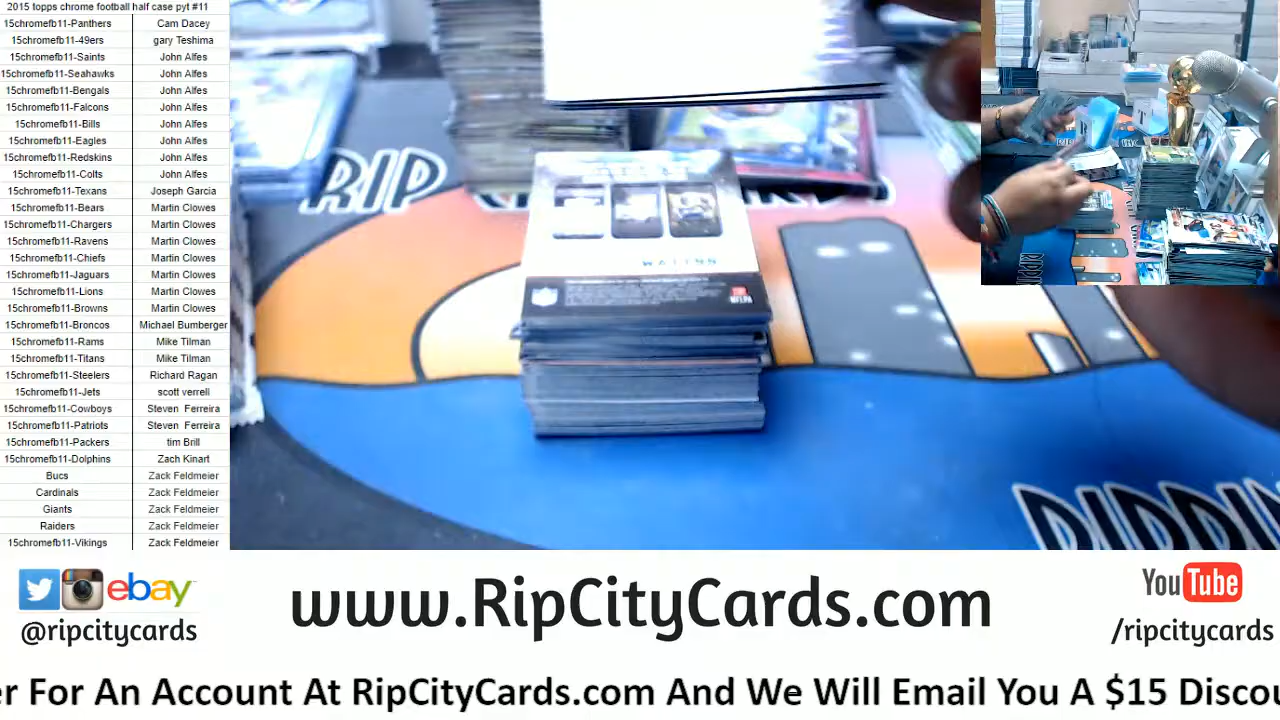 2015 topps chrome football half case pyt #11
15chromefb11-Panthers Cam Dacey
15chromefb11-49ers gary Teshima
15chromefb11-Saints John Alfes
15chromefb11-Seahawks John Alfes
15chromefb11-Bengals John Alfes
15chromefb11-Falcons John Alfes
15chromefb11-Bills John Alfes
15chromefb11-Eagles John Alfes
15chromefb11-Redskins John Alfes
15chromefb11-Colts John Alfes
15chromefb11-Texans Joseph Garcia
15chromefb11-Bears Martin Clowes
15chromefb11-Chargers Martin Clowes
15chromefb11-Ravens Martin Clowes
15chromefb11-Chiefs Martin Clowes
15chromefb11-Jaguars Martin Clowes
15chromefb11-Lions Martin Clowes
15chromefb11-Browns Martin Clowes
15chromefb11-Broncos Michael Bumberger
15chromefb11-Rams Mike Tilman
15chromefb11-Titans Mike Tilman
15chromefb11-Steelers Richard Ragan
15chromefb11-Jets scott verrell
15chromefb11-Cowboys Steven Ferreira
15chromefb11-Patriots Steven Ferreira
15chromefb11-Packers tim Brill
15chromefb11-Dolphins Zach Kinart
Bucs Zack Feldmeier
Cardinals Zack Feldmeier
Giants Zack Feldmeier
Raiders Zack Feldmeier
15chromefb11-Vikings Zack Feldmeier
RIP
ebay
@ripcitycards
www.RipCityCards.com
YouTube
/ripcitycards
er For An Account At RipCityCards.com And We Will Email You A $15 Discou